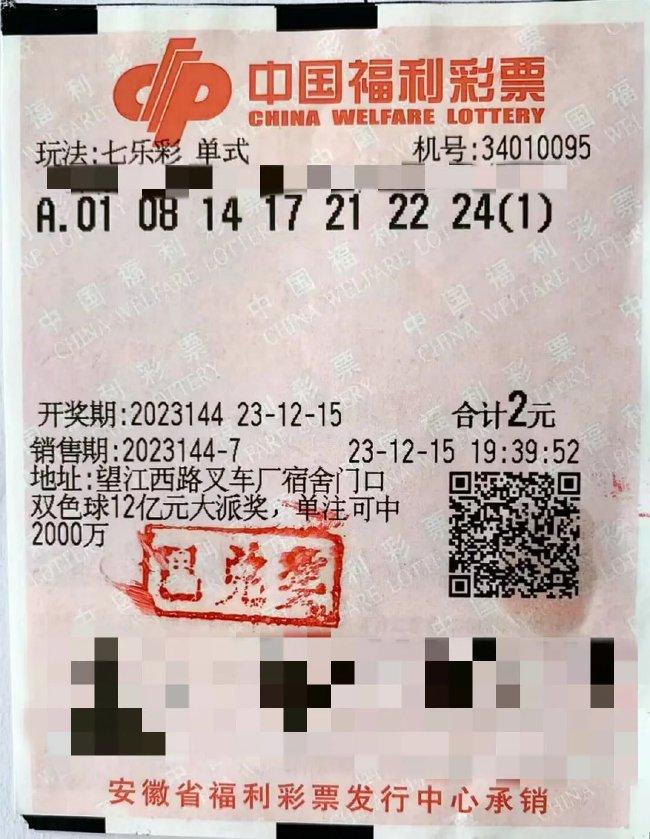 中国福利彩票
CHINA WELFARE LOTTERY
玩法:七乐彩 单式 机号:34010095
A.01 08 14 17 21 22 24(1)
开奖期:2023144 23-12-15 合计2元
销售期:2023144-7 23-12-15 19:39:52
地址:望江西路叉车厂宿舍门口
双色球12亿元大派奖，单注可中
2000万
已兑票
安徽省福利彩票发行中心承销